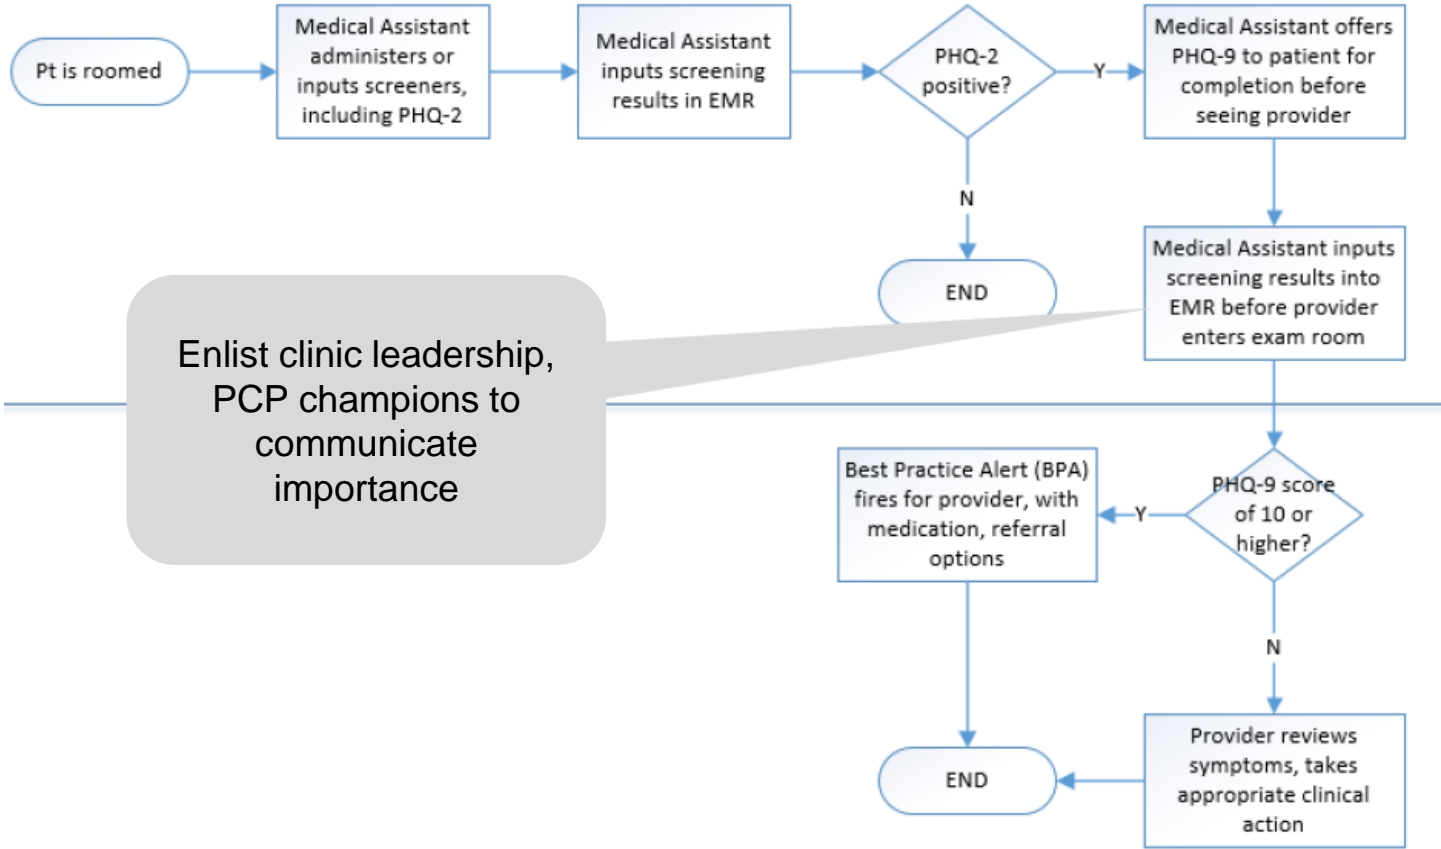 Pt is roomed
Medical Assistant
administers or
inputs screeners,
including PHQ-2
Medical Assistant
inputs screening
results in EMR
PHQ-2
positive?
Y
Medical Assistant offers
PHQ-9 to patient for
completion before
seeing provider
N
END
Medical Assistant inputs
screening results into
EMR before provider
enters exam room
Enlist clinic leadership,
PCP champions to
communicate
importance
PHQ-9 score
of 10 or
higher?
Y
Best Practice Alert (BPA)
fires for provider, with
medication, referral
options
N
Provider reviews
symptoms, takes
appropriate clinical
action
END